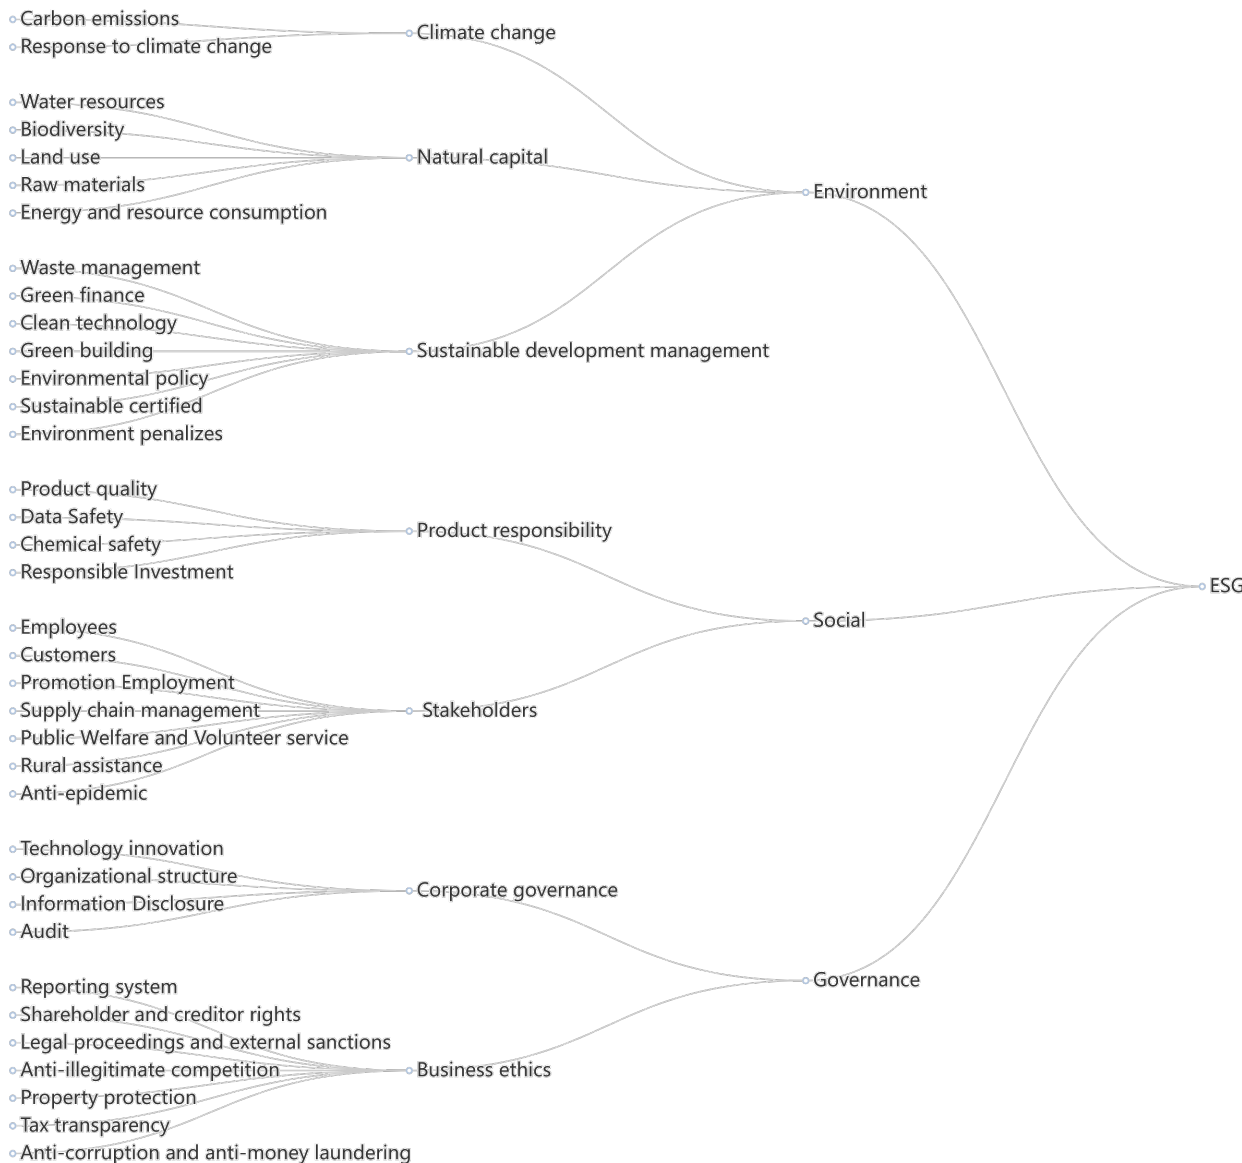 Carbon emissions
Response to climate change
Climate change
Water resources
Biodiversity
Land use
Raw materials
Energy and resource consumption
Natural capital
Waste management
Green finance
Clean technology
Green building
Environmental policy
Sustainable certified
Environment penalizes
Sustainable development management
Environment
Product quality
Data Safety
Chemical safety
Responsible Investment
Product responsibility
Employees
Customers
Promotion Employment
Supply chain management
Public Welfare and Volunteer service
Rural assistance
Anti-epidemic
Stakeholders
Social
Technology innovation
Organizational structure
Information Disclosure
Audit
Corporate governance
Reporting system
Shareholder and creditor rights
Legal proceedings and external sanctions
Anti-illegitimate competition
Property protection
Tax transparency
Anti-corruption and anti-money laundering
Business ethics
Governance
ESG